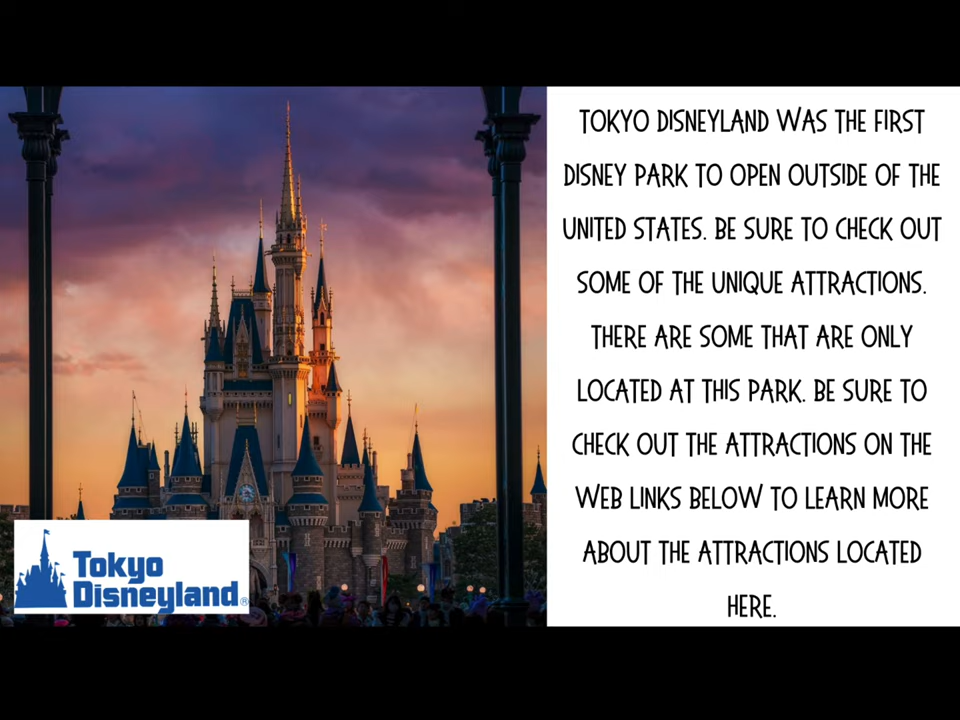 TOKYO DISNEYLAND WAS THE FIRST
DISNEY PARK TO OPEN OUTSIDE OF THE
UNITED STATES. BE SURE TO CHECK OUT
SOME OF THE UNIQUE ATTRACTIONS.
THERE ARE SOME THAT ARE ONLY
LOCATED AT THIS PARK. BE SURE TO
CHECK OUT THE ATTRACTIONS ON THE
WEB LINKS BELOW TO LEARN MORE
ABOUT THE ATTRACTIONS LOCATED
HERE.
Tokyo
Disneyland®